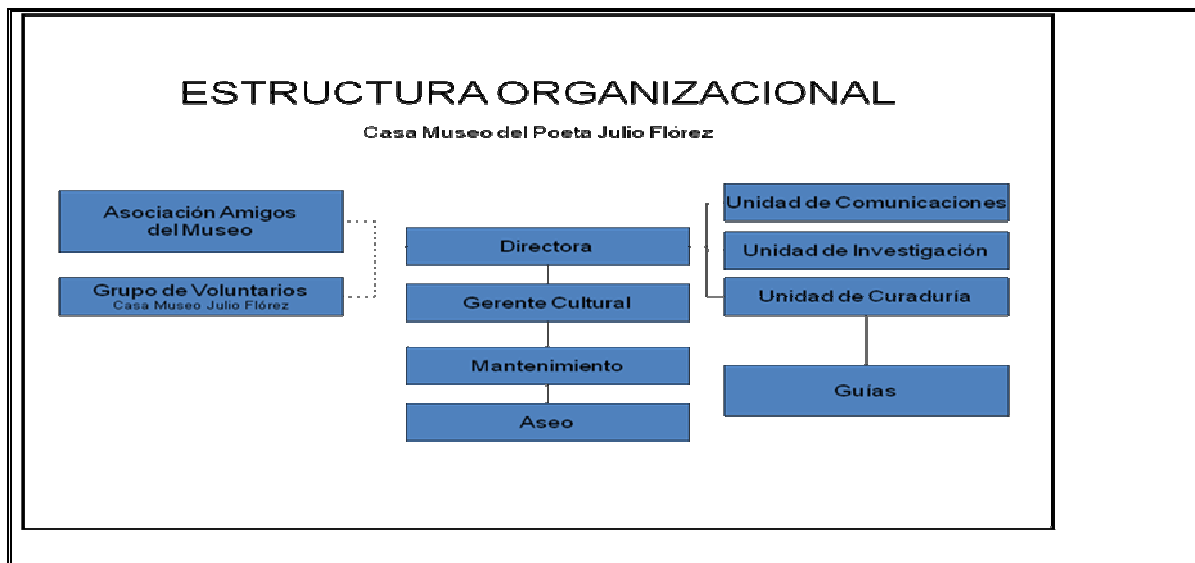 ESTRUCTURA ORGANIZACIONAL
Casa Museo del Poeta Julio Flórez
Asociación Amigos
del Museo
Grupo de Voluntarios
Casa Museo Julio Flórez
Directora
Gerente Cultural
Mantenimiento
Aseo
Unidad de Comunicaciones
Unidad de Investigación
Unidad de Curaduría
Guías